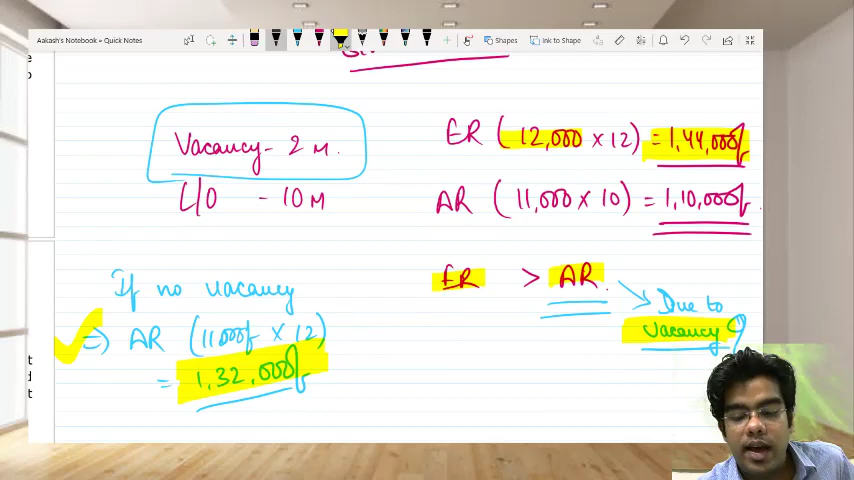 Aakash's Notebook » Quick Notes
Shapes
Ink to Shape
e
o
Vacancy - 2 M.
L/O - 10 M
ER (12,000 × 12) = 1,44,000/-
AR (11,000 × 10) = 1,10,000/-
ER > AR.
Due to
Vacancy
If no vacancy
⇒ AR (11000/- × 12)
= 1,32,000/-
t
d
t